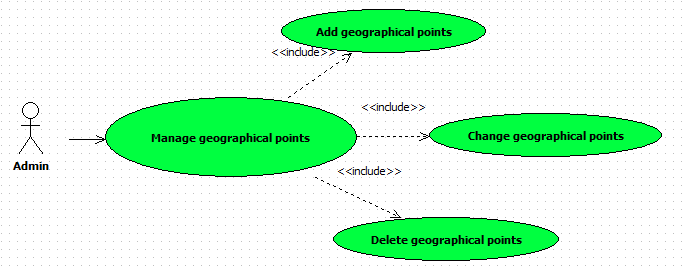 Add geographical points
<<include>>
<<include>>
Manage geographical points
Change geographical points
Admin
<<include>>
Delete geographical points